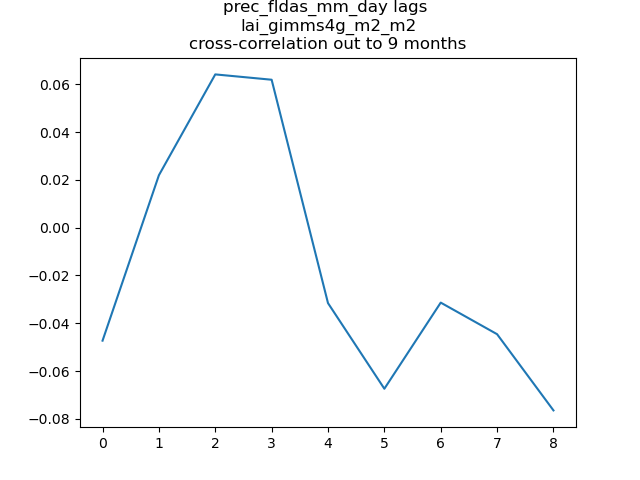 prec_fldas_mm_day lags
lai_gimms4g_m2_m2
cross-correlation out to 9 months
0.06
0.04
0.02
0.00
−0.02
−0.04
−0.06
−0.08
0 1 2 3 4 5 6 7 8